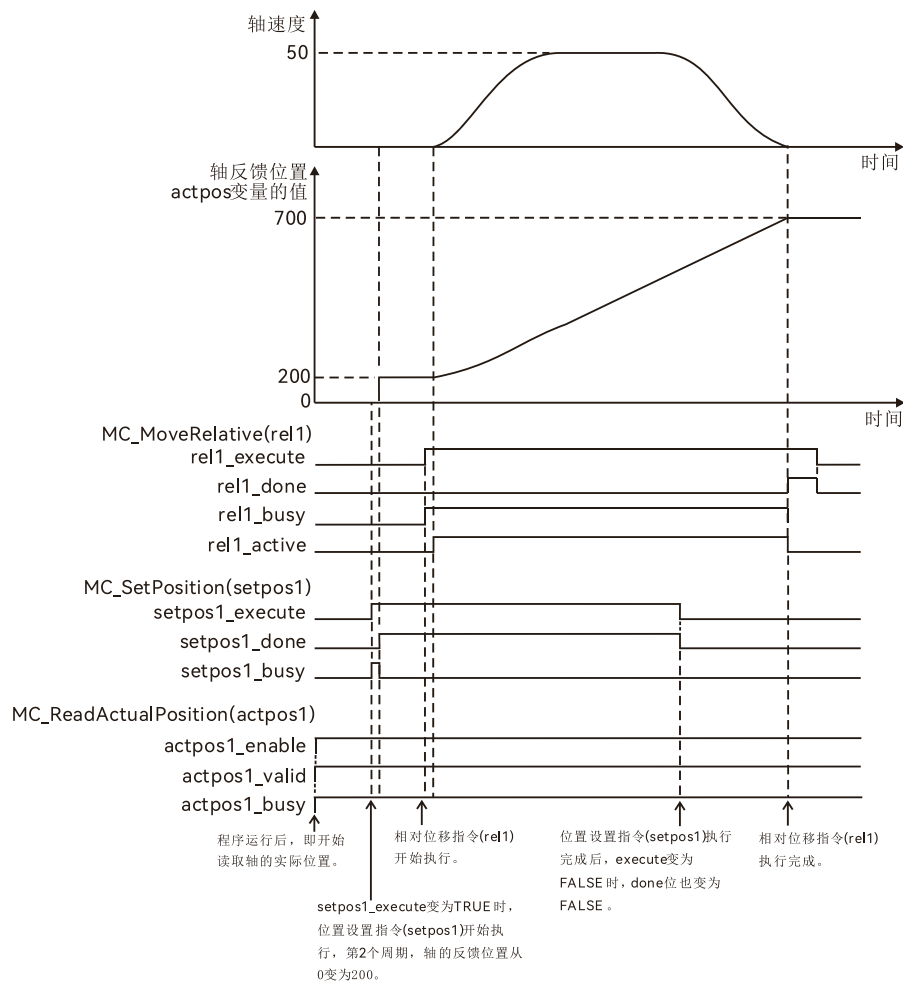 轴速度
50
时间
轴反馈位置
actpos变量的值
700
200
0
时间
MC_MoveRelative(rel1)
rel1_execute
rel1_done
rel1_busy
rel1_active
MC_SetPosition(setpos1)
setpos1_execute
setpos1_done
setpos1_busy
MC_ReadActualPosition(actpos1)
actpos1_enable
actpos1_valid
actpos1_busy
程序运行后，即开始
读取轴的实际位置。
相对位移指令(rel1)
开始执行。
位置设置指令(setpos1)执行
完成后，execute变为
FALSE时，done位也变为
FALSE。
相对位移指令(rel1)
执行完成。
setpos1_execute变为TRUE时，
位置设置指令(setpos1)开始执
行，第2个周期，轴的反馈位置从
0变为200。